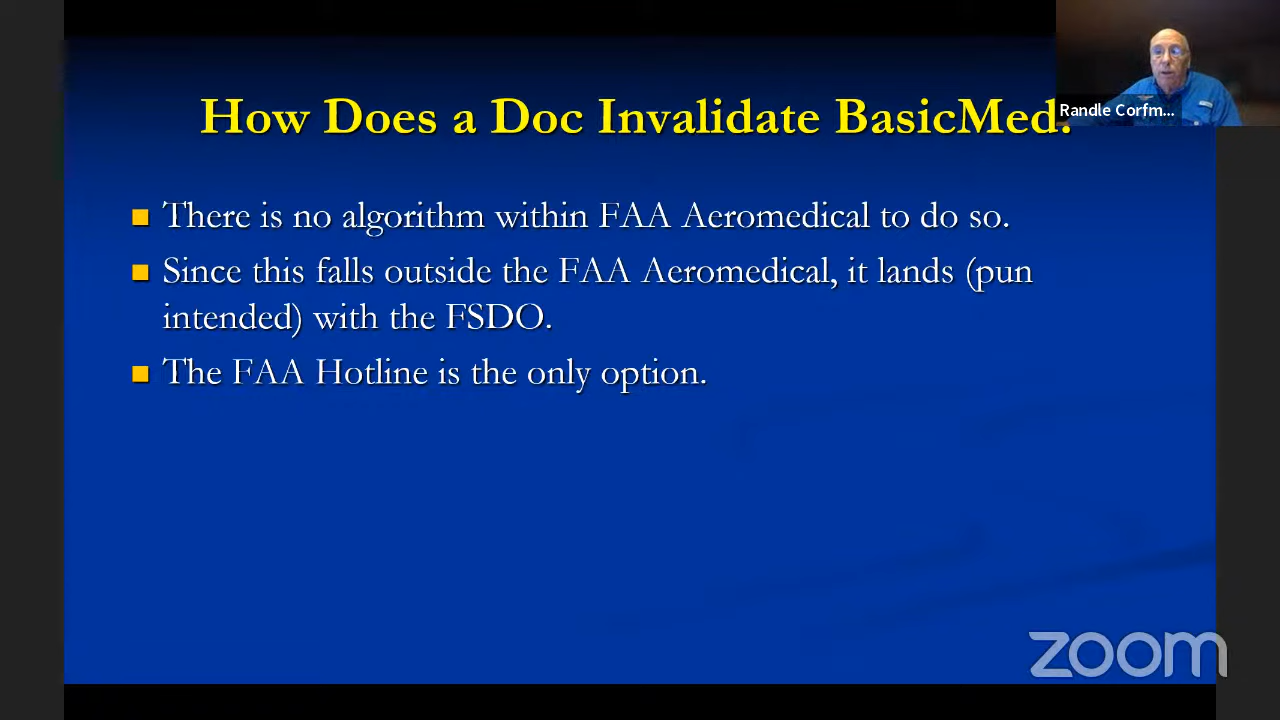 How Does a Doc Invalidate BasicMed?
Randle Corfm...
There is no algorithm within FAA Aeromedical to do so.
Since this falls outside the FAA Aeromedical, it lands (pun
intended) with the FSDO.
The FAA Hotline is the only option.
zoom